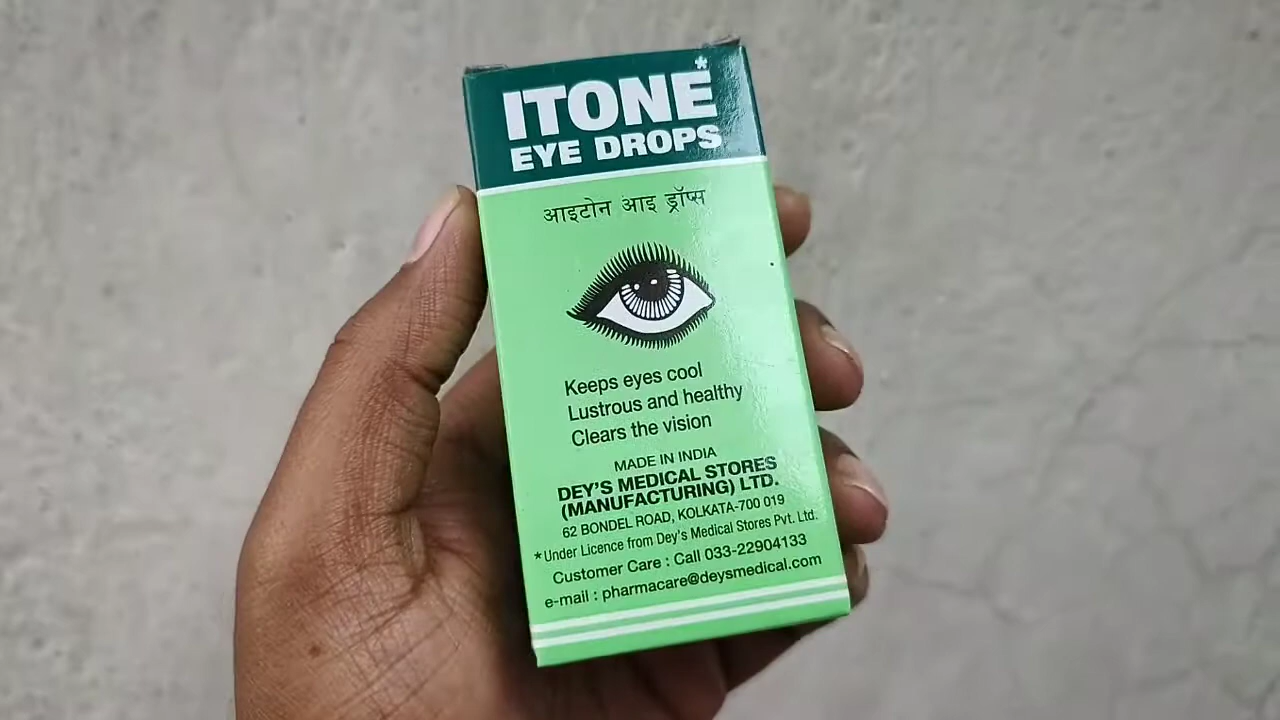 ITONE*
EYE DROPS
आइटोन आइ ड्रॉप्स
Keeps eyes cool
Lustrous and healthy
Clears the vision
MADE IN INDIA
DEY'S MEDICAL STORES
(MANUFACTURING) LTD.
62 BONDEL ROAD, KOLKATA-700 019
*Under Licence from Dey's Medical Stores Pvt. Ltd.
Customer Care : Call 033-22904133
e-mail : pharmacare@deysmedical.com